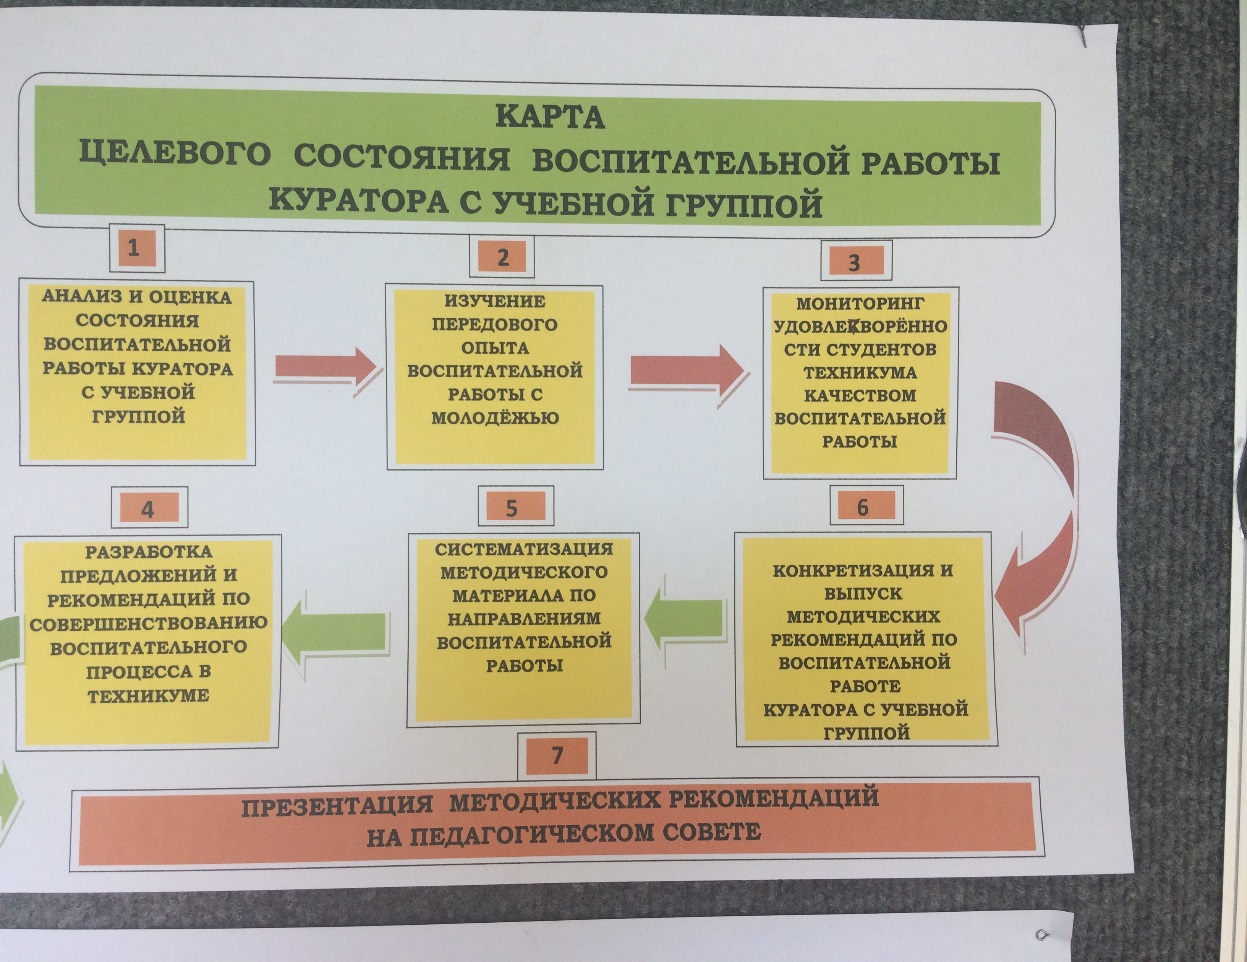 КАРТА
ЦЕЛЕВОГО СОСТОЯНИЯ ВОСПИТАТЕЛЬНОЙ РАБОТЫ
КУРАТОРА С УЧЕБНОЙ ГРУППОЙ
1
АНАЛИЗ И ОЦЕНКА
СОСТОЯНИЯ
ВОСПИТАТЕЛЬНОЙ
РАБОТЫ КУРАТОРА
С УЧЕБНОЙ
ГРУППОЙ
2
ИЗУЧЕНИЕ
ПЕРЕДОВОГО
ОПЫТА
ВОСПИТАТЕЛЬНОЙ
РАБОТЫ С
МОЛОДЁЖЬЮ
3
МОНИТОРИНГ
УДОВЛЕТВОРЁННО
СТИ СТУДЕНТОВ
ТЕХНИКУМА
КАЧЕСТВОМ
ВОСПИТАТЕЛЬНОЙ
РАБОТЫ
4
РАЗРАБОТКА
ПРЕДЛОЖЕНИЙ И
РЕКОМЕНДАЦИЙ ПО
СОВЕРШЕНСТВОВАНИЮ
ВОСПИТАТЕЛЬНОГО
ПРОЦЕССА В
ТЕХНИКУМЕ
5
СИСТЕМАТИЗАЦИЯ
МЕТОДИЧЕСКОГО
МАТЕРИАЛА ПО
НАПРАВЛЕНИЯМ
ВОСПИТАТЕЛЬНОЙ
РАБОТЫ
6
КОНКРЕТИЗАЦИЯ И
ВЫПУСК
МЕТОДИЧЕСКИХ
РЕКОМЕНДАЦИЙ ПО
ВОСПИТАТЕЛЬНОЙ
РАБОТЕ
КУРАТОРА С УЧЕБНОЙ
ГРУППОЙ
7
ПРЕЗЕНТАЦИЯ МЕТОДИЧЕСКИХ РЕКОМЕНДАЦИЙ
НА ПЕДАГОГИЧЕСКОМ СОВЕТЕ